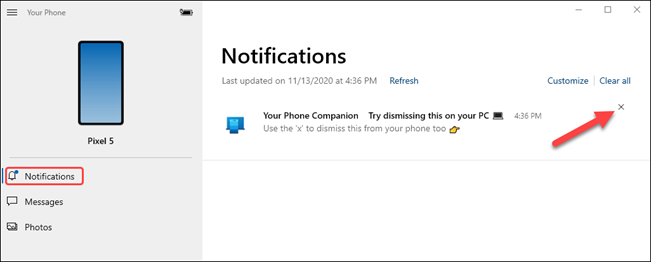 Your Phone
Pixel 5
Notifications
Messages
Photos
Notifications
Last updated on 11/13/2020 at 4:36 PM Refresh Customize Clear all
Your Phone Companion Try dismissing this on your PC 💻 4:36 PM
Use the 'x' to dismiss this from your phone too 👉